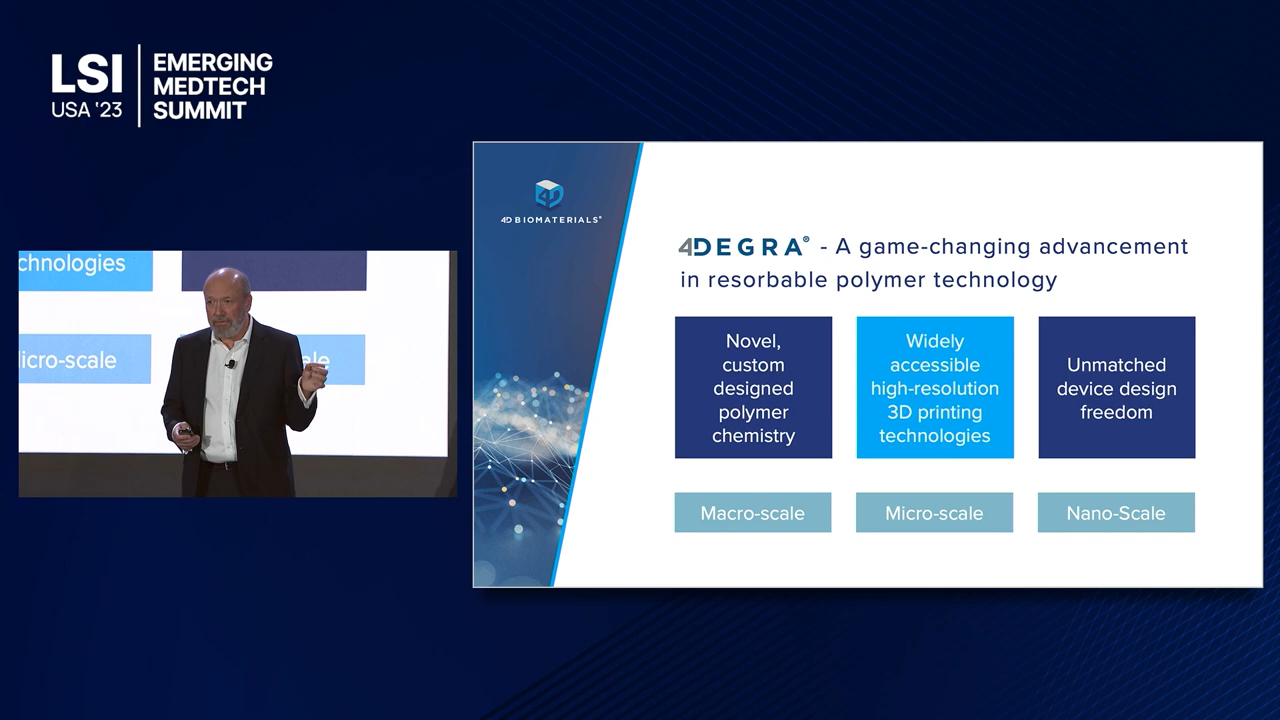 LSI
USA '23
EMERGING
MEDTECH
SUMMIT
chnologies
icro-scale
ale
4DBIOMATERIALS®
4DEGRA® - A game-changing advancement
in resorbable polymer technology
Novel,
custom
designed
polymer
chemistry
Widely
accessible
high-resolution
3D printing
technologies
Unmatched
device design
freedom
Macro-scale
Micro-scale
Nano-Scale